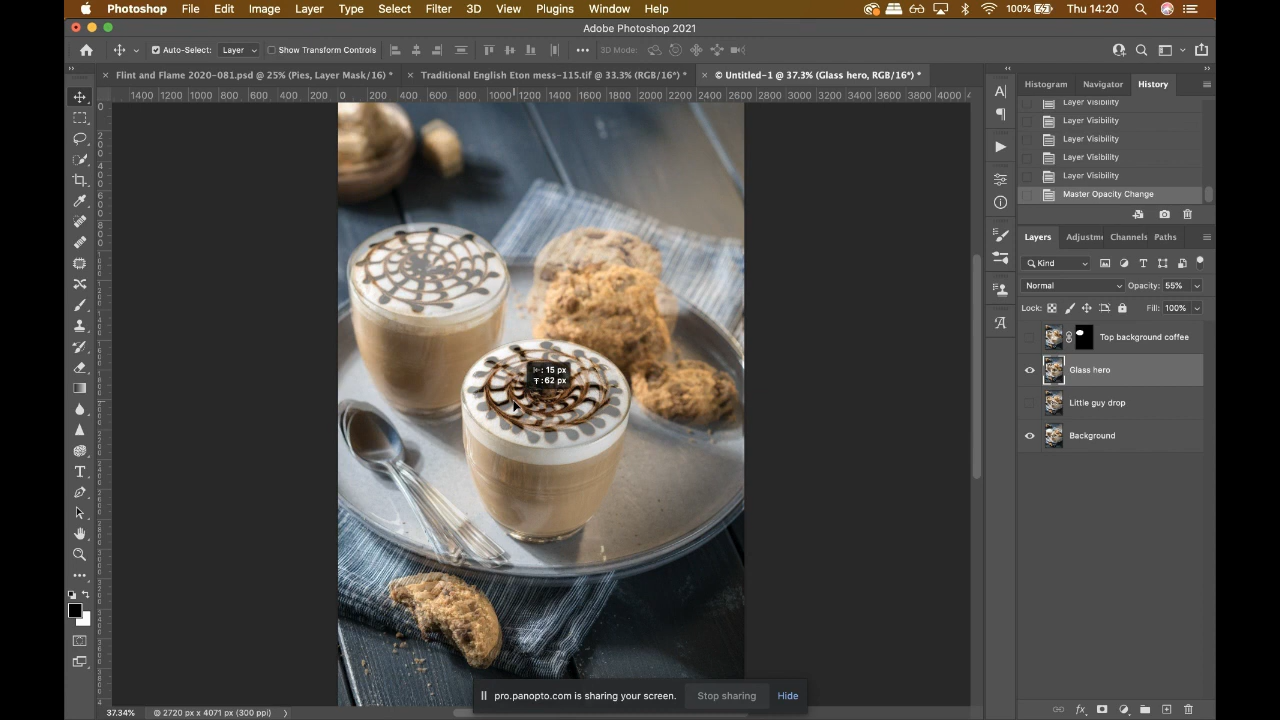 Photoshop File Edit Image Layer Type Select Filter 3D View Plugins Window Help 100% Thu 14:20
Adobe Photoshop 2021
Auto-Select: Layer Show Transform Controls 3D Mode:
Flint and Flame 2020-081.psd @ 25% (Pies, Layer Mask/16) * Traditional English Eton mess-115.tif @ 33.3% (RGB/16*) * © Untitled-1 @ 37.3% (Glass hero, RGB/16*) *
1400 1200 1000 800 600 400 200 0 200 400 600 800 1000 1200 1400 1600 1800 2000 2200 2400 2600 2800 3000 3200 3400 3600 3800 4000
Histogram Navigator History
Layer Visibility
Layer Visibility
Layer Visibility
Layer Visibility
Layer Visibility
Master Opacity Change
Layers Adjustm Channels Paths
Kind
Normal Opacity: 55%
Lock: Fill: 100%
Top background coffee
Glass hero
Little guy drop
Background
: 15 px
: 62 px
pro.panopto.com is sharing your screen. Stop sharing Hide
37.34% @ 2720 px x 4071 px (300 ppi)